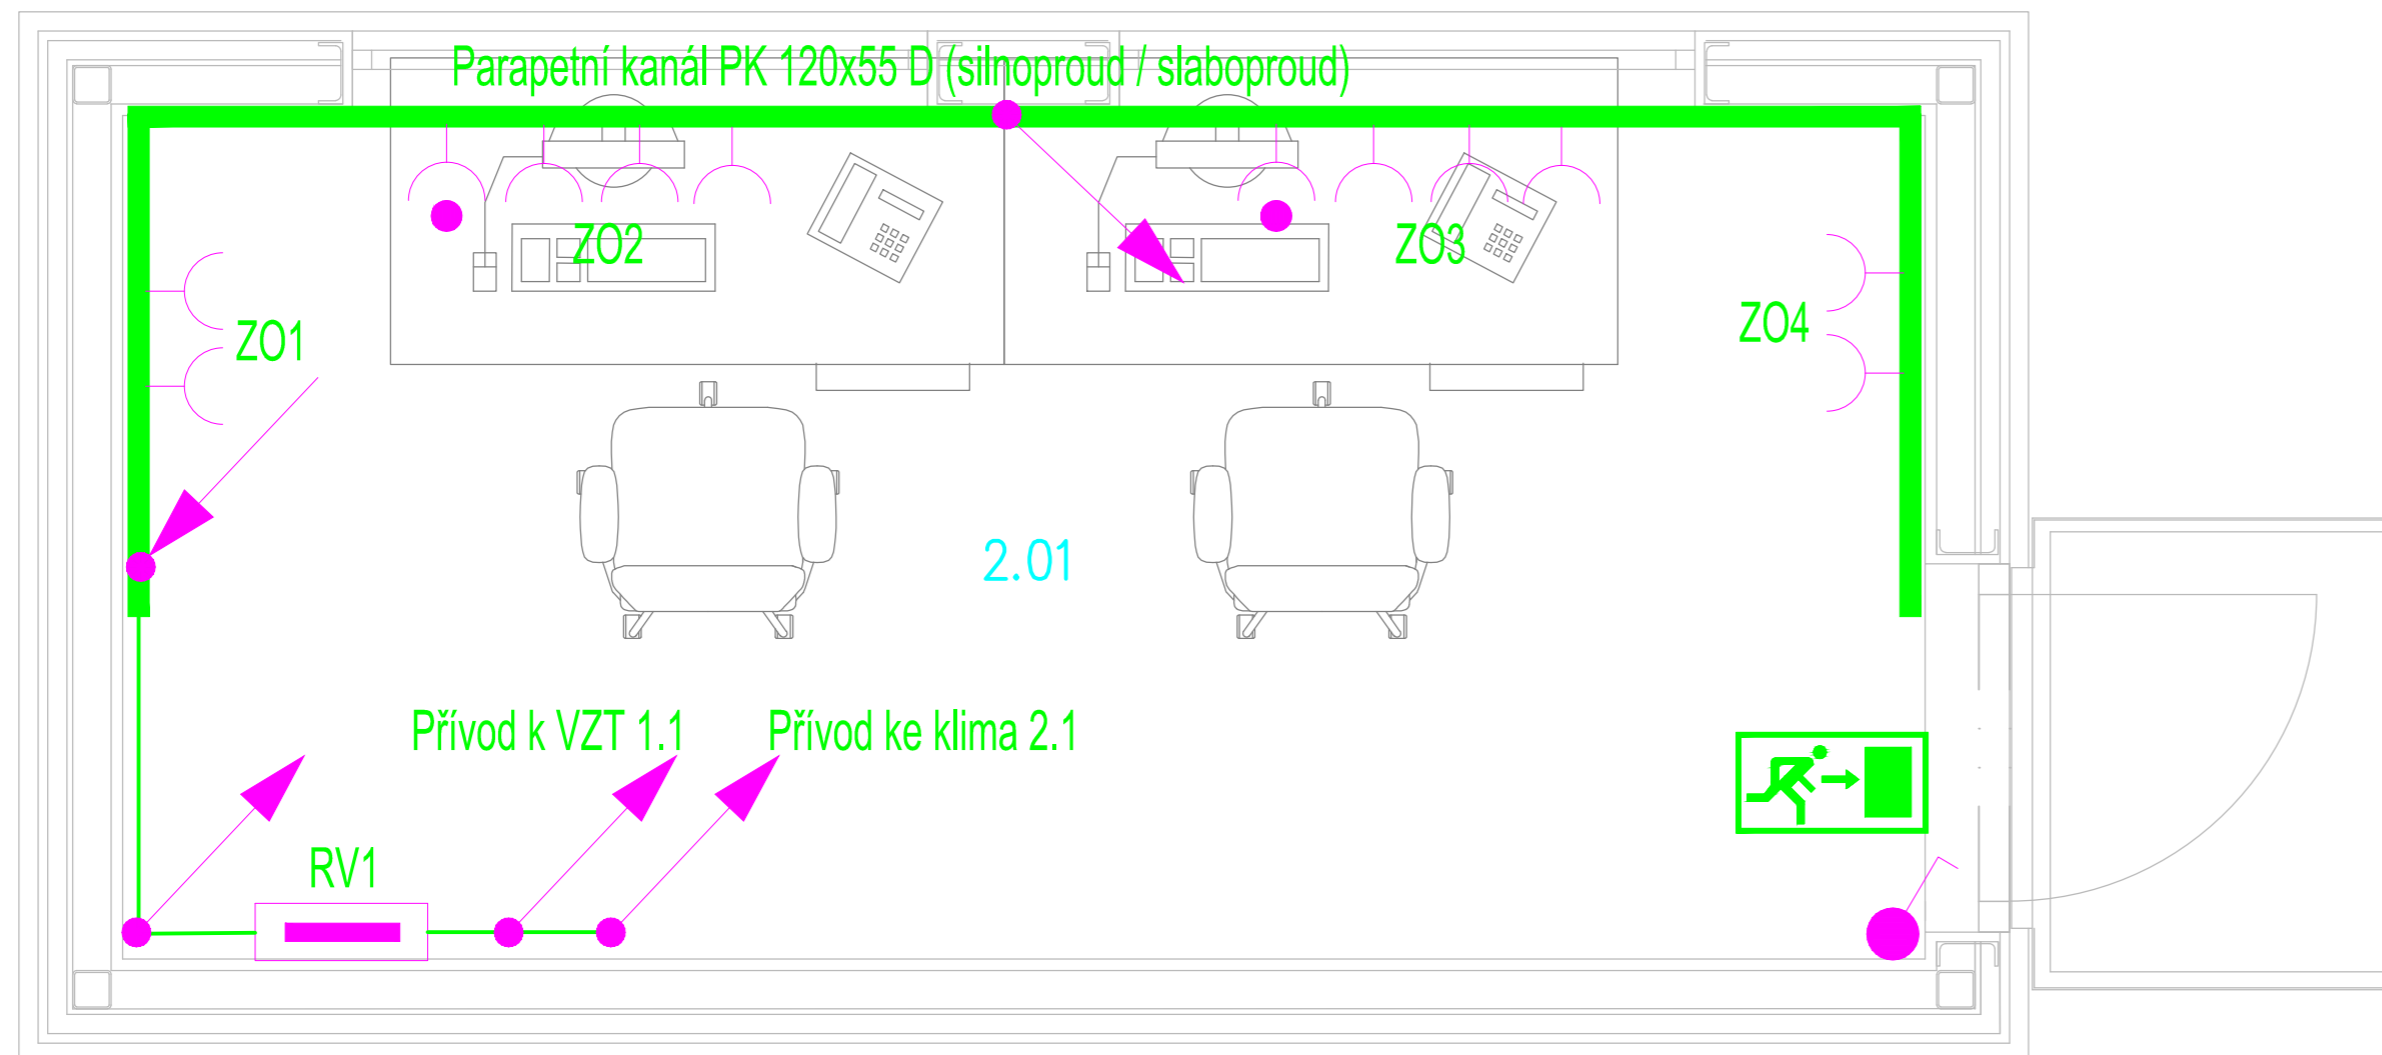 Parapetní kanál PK 120x55 D (silnoproud / slaboproud)
ZO2
ZO3
ZO1
ZO4
2.01
Přívod k VZT 1.1
Přívod ke klima 2.1
RV1